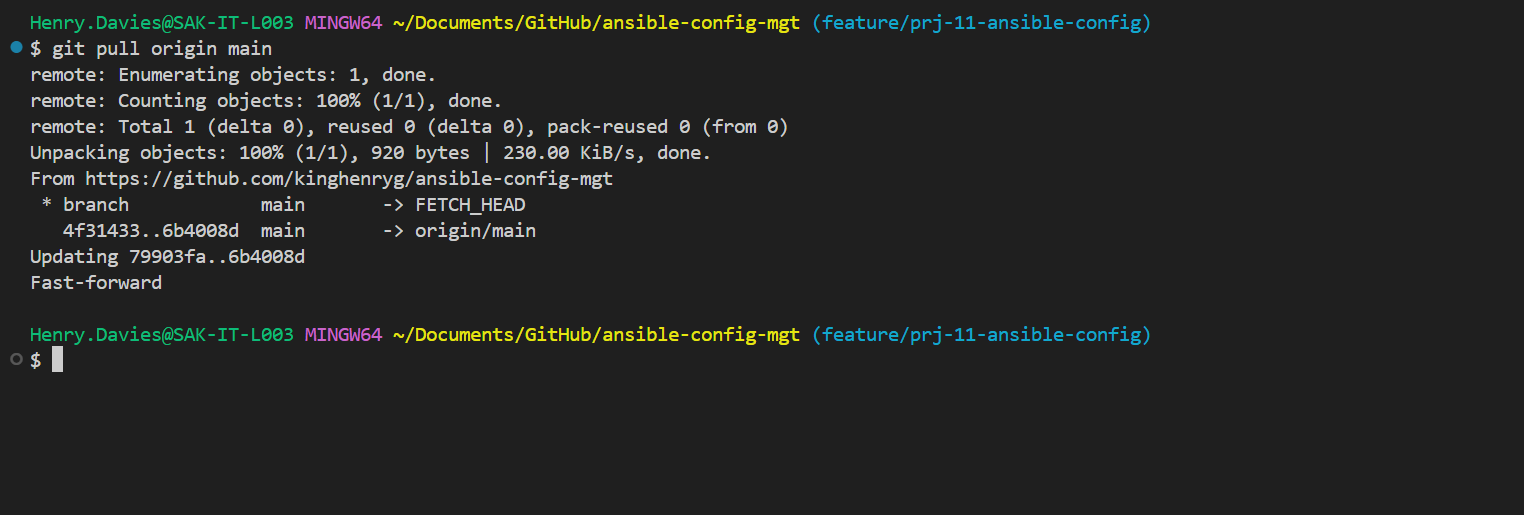 Henry.Davies@SAK-IT-L003 MINGW64 ~/Documents/GitHub/ansible-config-mgt (feature/prj-11-ansible-config)
$ git pull origin main
remote: Enumerating objects: 1, done.
remote: Counting objects: 100% (1/1), done.
remote: Total 1 (delta 0), reused 0 (delta 0), pack-reused 0 (from 0)
Unpacking objects: 100% (1/1), 920 bytes | 230.00 KiB/s, done.
From https://github.com/kinghenryg/ansible-config-mgt
 * branch            main       -> FETCH_HEAD
   4f31433..6b4008d  main       -> origin/main
Updating 79903fa..6b4008d
Fast-forward
Henry.Davies@SAK-IT-L003 MINGW64 ~/Documents/GitHub/ansible-config-mgt (feature/prj-11-ansible-config)
$